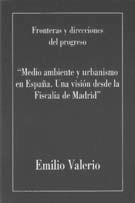 Fronteras y direcciones
del progreso
"Medio ambiente y urbanismo
en España. Una visión desde la
Fiscalía de Madrid"
Emilio Valerio